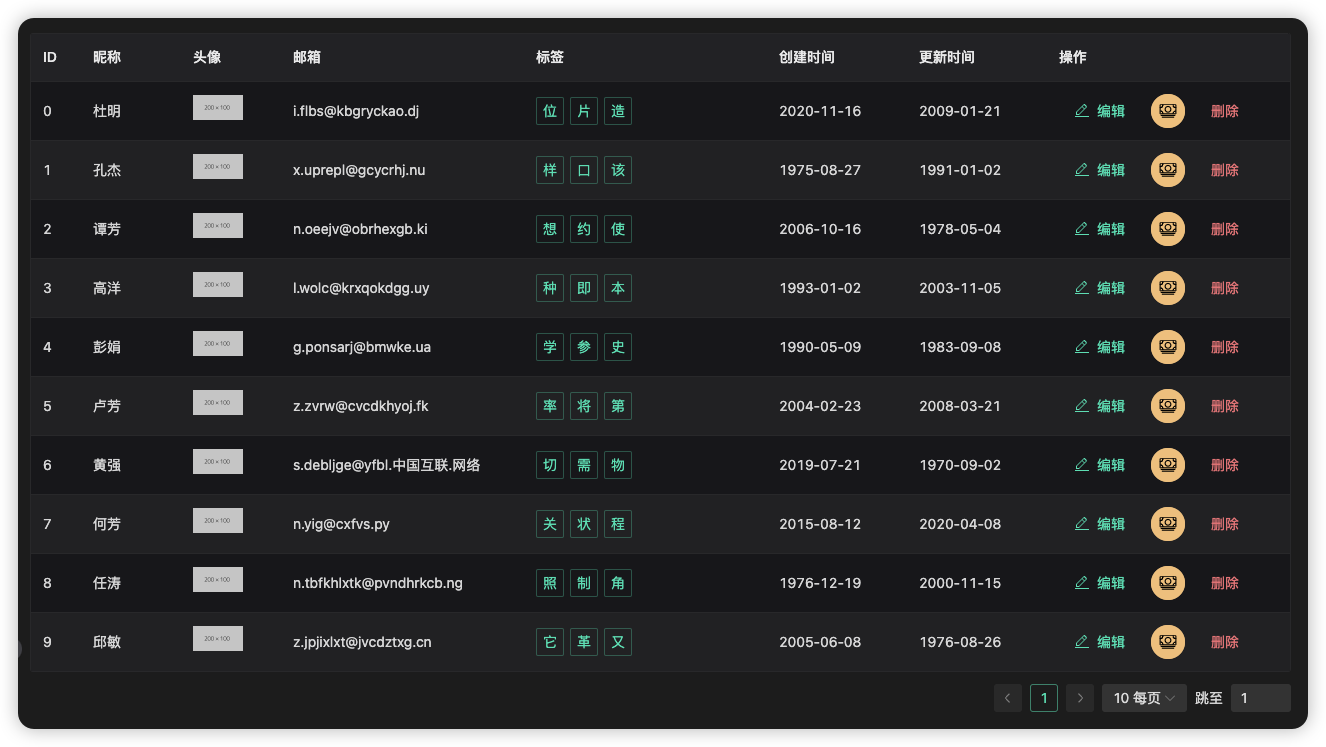 ID 昵称 头像 邮箱 标签 创建时间 更新时间 操作
0 杜明 200 × 100 i.flbs@kbgryckao.dj 位 片 造 2020-11-16 2009-01-21 编辑 删除
1 孔杰 200 × 100 x.uprepl@gcycrhj.nu 样 口 该 1975-08-27 1991-01-02 编辑 删除
2 谭芳 200 × 100 n.oeejv@obrhexgb.ki 想 约 使 2006-10-16 1978-05-04 编辑 删除
3 高洋 200 × 100 l.wolc@krxqokdgg.uy 种 即 本 1993-01-02 2003-11-05 编辑 删除
4 彭娟 200 × 100 g.ponsarj@bmwke.ua 学 参 史 1990-05-09 1983-09-08 编辑 删除
5 卢芳 200 × 100 z.zvrw@cvcdkhyoj.fk 率 将 第 2004-02-23 2008-03-21 编辑 删除
6 黄强 200 × 100 s.debljge@yfbl.中国互联.网络 切 需 物 2019-07-21 1970-09-02 编辑 删除
7 何芳 200 × 100 n.yig@cxfvs.py 关 状 程 2015-08-12 2020-04-08 编辑 删除
8 任涛 200 × 100 n.tbfkhlxtk@pvndhrkcb.ng 照 制 角 1976-12-19 2000-11-15 编辑 删除
9 邱敏 200 × 100 z.jpjixlxt@jvcdztxg.cn 它 革 又 2005-06-08 1976-08-26 编辑 删除
1 10 每页 跳至 1